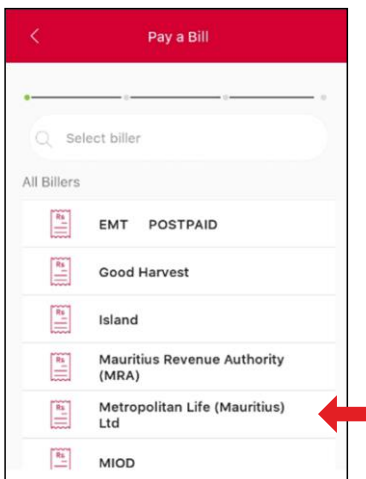 Pay a Bill
Select biller
All Billers
Rs
EMT POSTPAID
Rs
Good Harvest
Rs
Island
Rs
Mauritius Revenue Authority
(MRA)
Rs
Metropolitan Life (Mauritius)
Ltd
Rs
MIOD